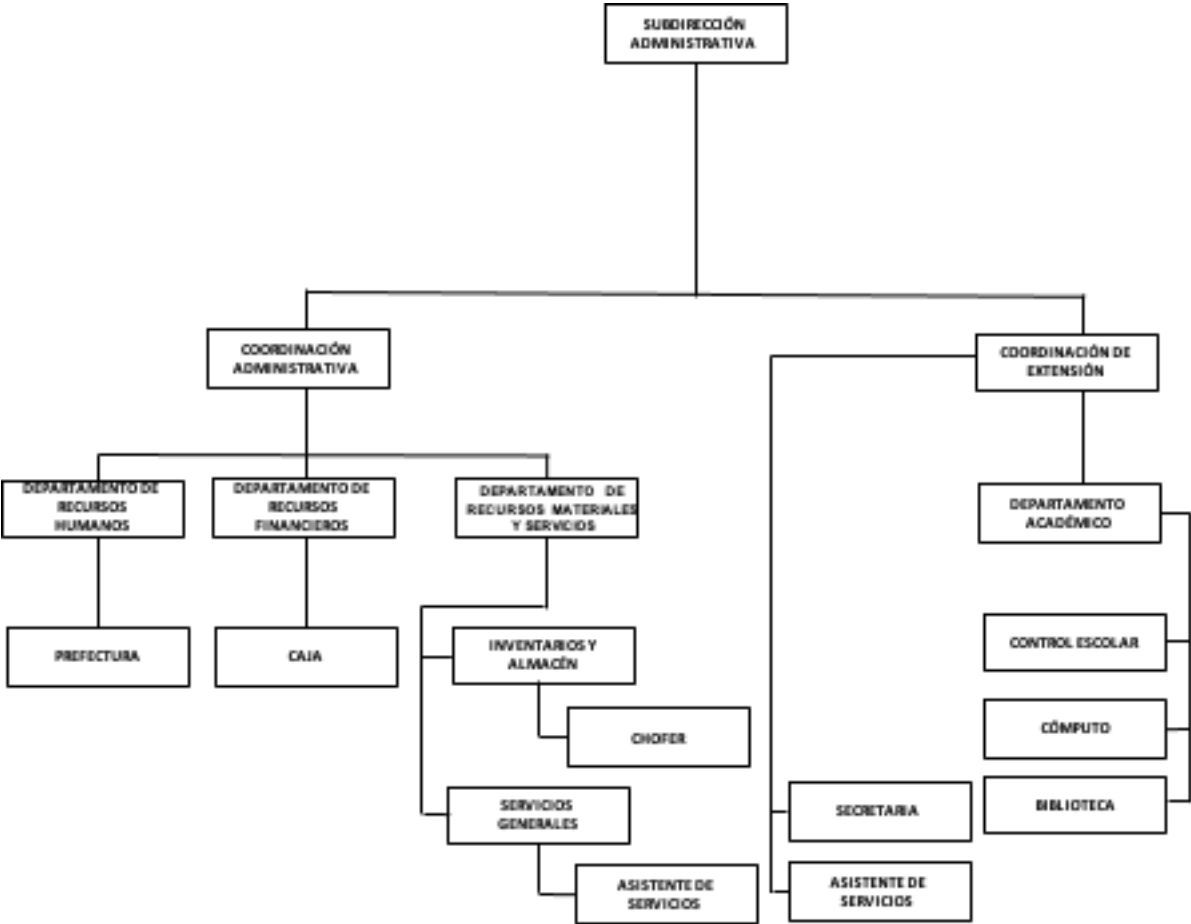 SUBDIRECCIÓN
ADMINISTRATIVA
COORDINACIÓN
ADMINISTRATIVA
COORDINACIÓN DE
EXTENSIÓN
DEPARTAMENTO DE
RECURSOS
HUMANOS
DEPARTAMENTO DE
RECURSOS
FINANCIEROS
DEPARTAMENTO DE
RECURSOS MATERIALES
Y SERVICIOS
DEPARTAMENTO
ACADÉMICO
PREFECTURA
CAJA
INVENTARIOS Y
ALMACÉN
CONTROL ESCOLAR
CHOFER
CÓMPUTO
SERVICIOS
GENERALES
SECRETARIA
BIBLIOTECA
ASISTENTE DE
SERVICIOS
ASISTENTE DE
SERVICIOS